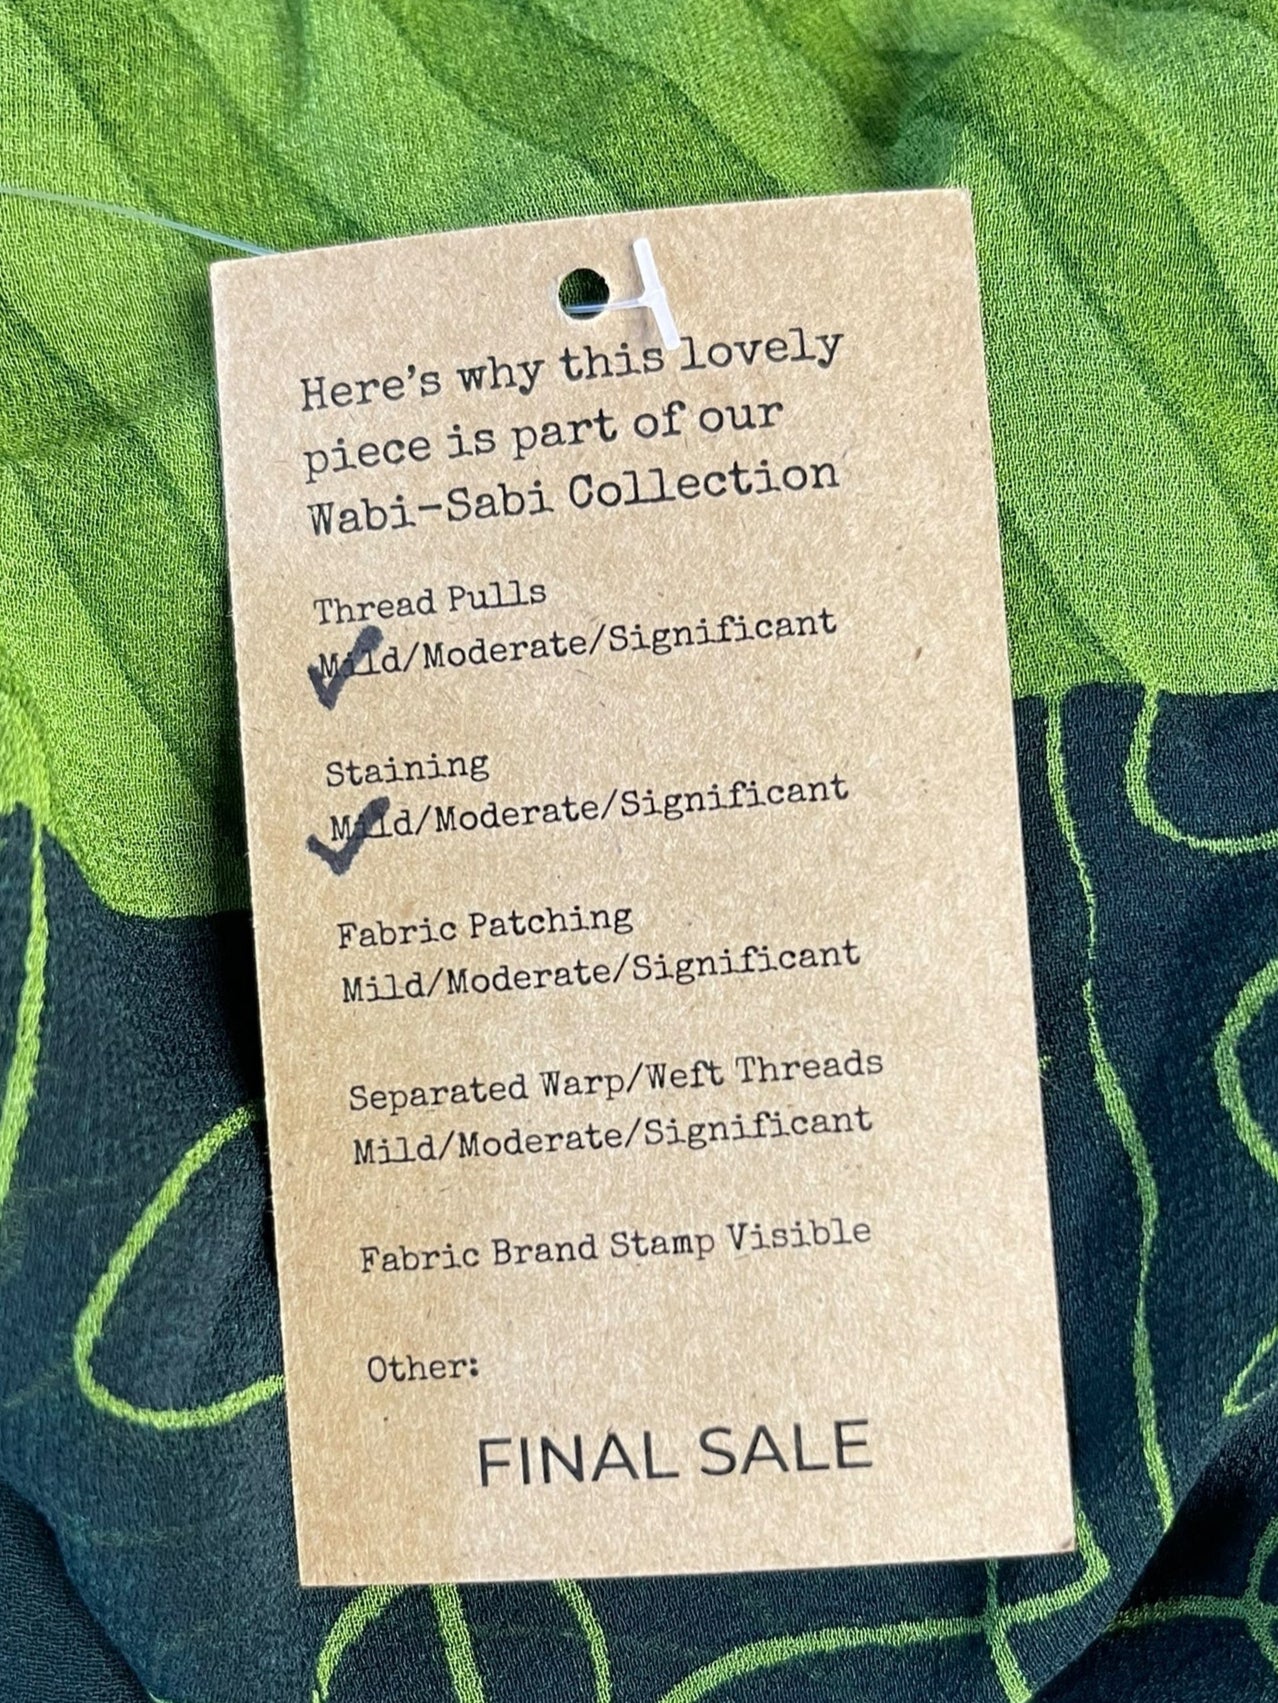 Here's why this lovely
piece is part of our
Wabi-Sabi Collection
Thread Pulls
Mild/Moderate/Significant
Staining
Mild/Moderate/Significant
Fabric Patching
Mild/Moderate/Significant
Separated Warp/Weft Threads
Mild/Moderate/Significant
Fabric Brand Stamp Visible
Other:
FINAL SALE